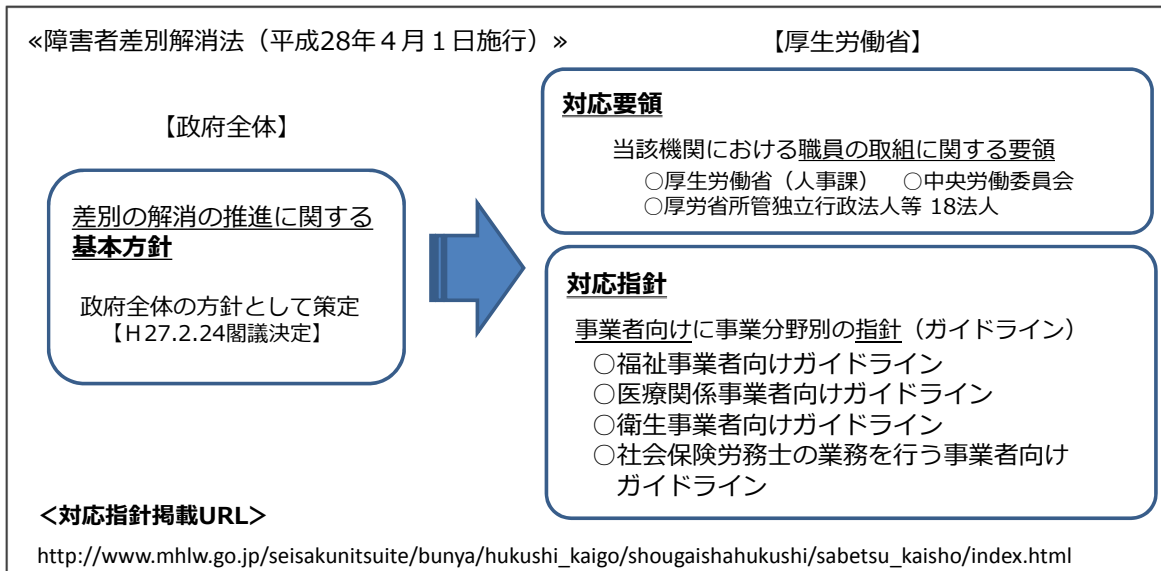 ≪障害者差別解消法(平成28年４月１日施行)≫
【政府全体】
差別の解消の推進に関する
基本方針
政府全体の方針として策定
【Ｈ27.2.24閣議決定】
【厚生労働省】
対応要領
当該機関における職員の取組に関する要領
○厚生労働省(人事課)　○中央労働委員会
○厚労省所管独立行政法人等 18法人
対応指針
事業者向けに事業分野別の指針(ガイドライン)
○福祉事業者向けガイドライン
○医療関係事業者向けガイドライン
○衛生事業者向けガイドライン
○社会保険労務士の業務を行う事業者向け
ガイドライン
＜対応指針掲載URL＞
http://www.mhlw.go.jp/seisakunitsuite/bunya/hukushi_kaigo/shougaishahukushi/sabetsu_kaisho/index.html